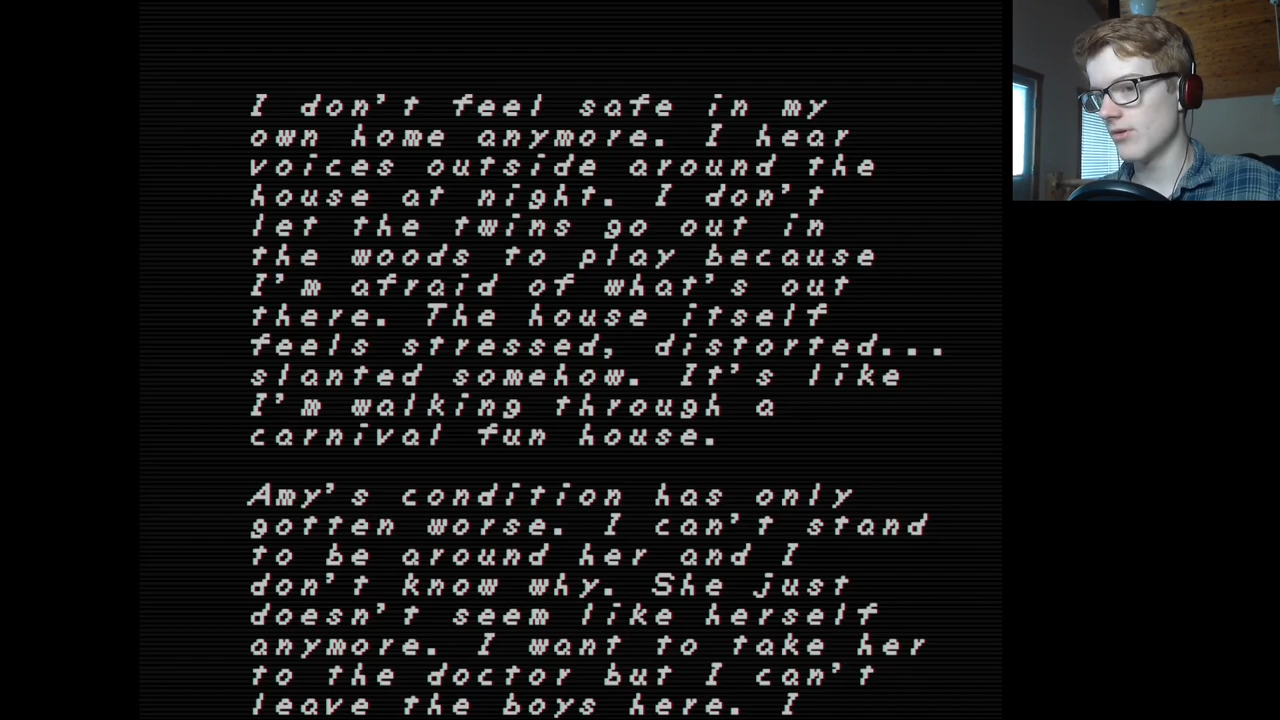 I don't feel safe in my
own home anymore. I hear
voices outside around the
house at night. I don't
let the twins go out in
the woods to play because
I'm afraid of what's out
there. The house itself
feels stressed, distorted...
slanted somehow. It's like
I'm walking through a
carnival fun house.
Amy's condition has only
gotten worse. I can't stand
to be around her and I
don't know why. She just
doesn't seem like herself
anymore. I want to take her
to the doctor but I can't
leave the boys here. I